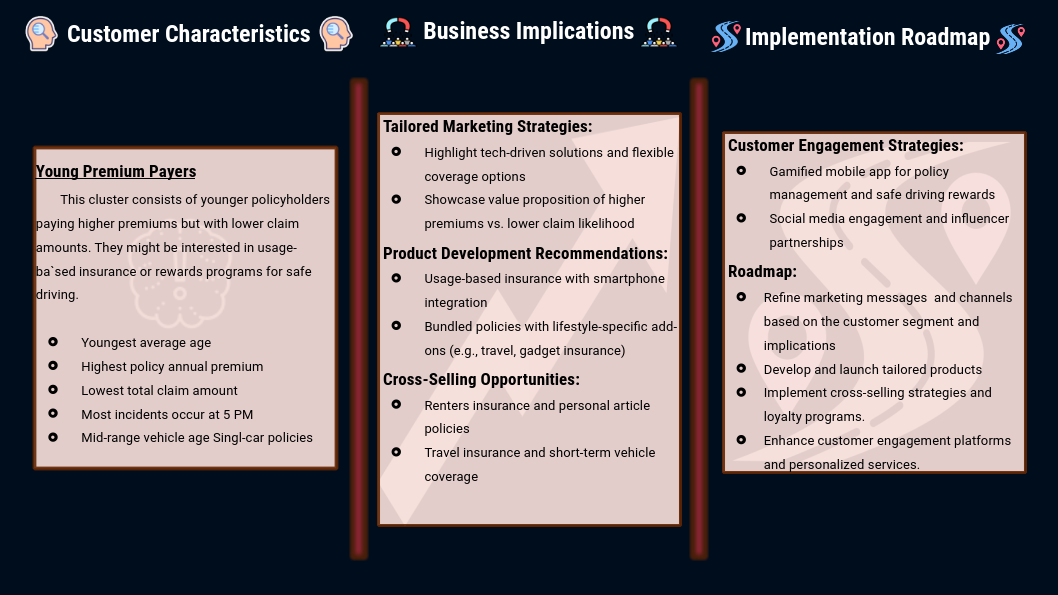 Customer Characteristics
Young Premium Payers
This cluster consists of younger policyholders
paying higher premiums but with lower claim
amounts. They might be interested in usage-
ba`sed insurance or rewards programs for safe
driving.
Youngest average age
Highest policy annual premium
Lowest total claim amount
Most incidents occur at 5 PM
Mid-range vehicle age Singl-car policies
Business Implications
Tailored Marketing Strategies:
Highlight tech-driven solutions and flexible
coverage options
Showcase value proposition of higher
premiums vs. lower claim likelihood
Product Development Recommendations:
Usage-based insurance with smartphone
integration
Bundled policies with lifestyle-specific add-
ons (e.g., travel, gadget insurance)
Cross-Selling Opportunities:
Renters insurance and personal article
policies
Travel insurance and short-term vehicle
coverage
Implementation Roadmap
Customer Engagement Strategies:
Gamified mobile app for policy
management and safe driving rewards
Social media engagement and influencer
partnerships
Roadmap:
Refine marketing messages  and channels
based on the customer segment and
implications
Develop and launch tailored products
Implement cross-selling strategies and
loyalty programs.
Enhance customer engagement platforms
and personalized services.